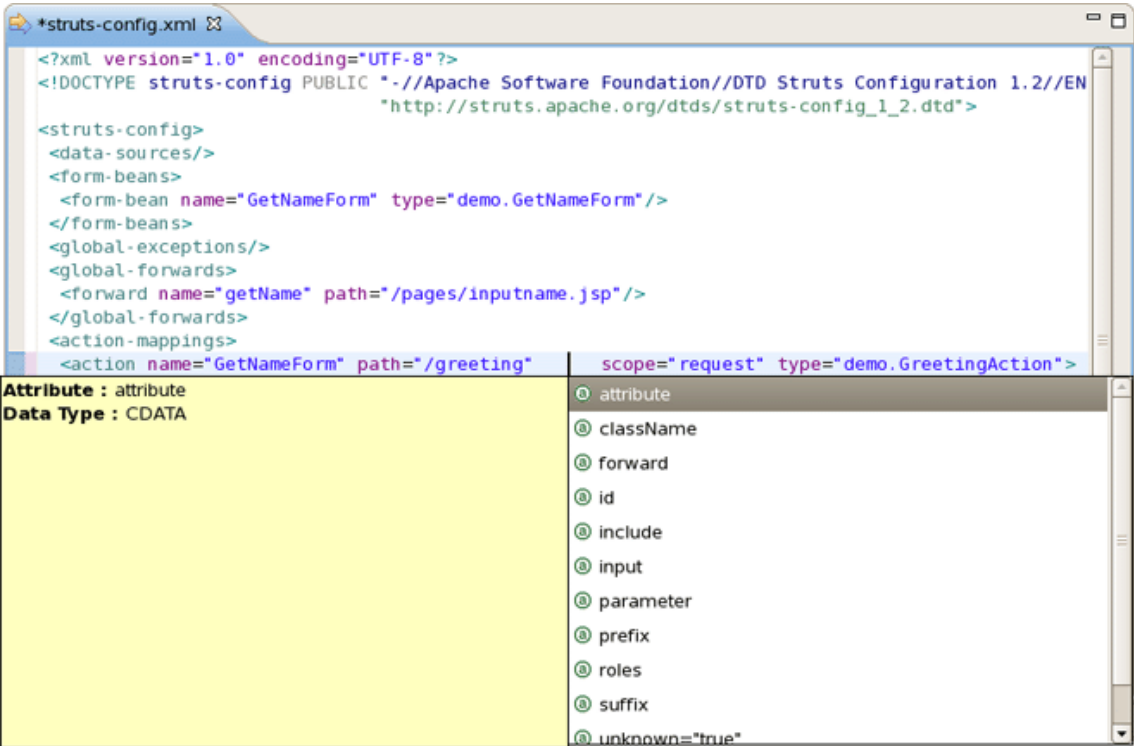 *struts-config.xml
<?xml version="1.0" encoding="UTF-8"?>
<!DOCTYPE struts-config PUBLIC "-//Apache Software Foundation//DTD Struts Configuration 1.2//EN
"http://struts.apache.org/dtds/struts-config_1_2.dtd">
<struts-config>
<data-sources/>
<form-beans>
<form-bean name="GetNameForm" type="demo.GetNameForm"/>
</form-beans>
<global-exceptions/>
<global-forwards>
<forward name="getName" path="/pages/inputname.jsp"/>
</global-forwards>
<action-mappings>
<action name="GetNameForm" path="/greeting" scope="request" type="demo.GreetingAction">
Attribute : attribute
Data Type : CDATA
attribute
className
forward
id
include
input
parameter
prefix
roles
suffix
unknown="true"